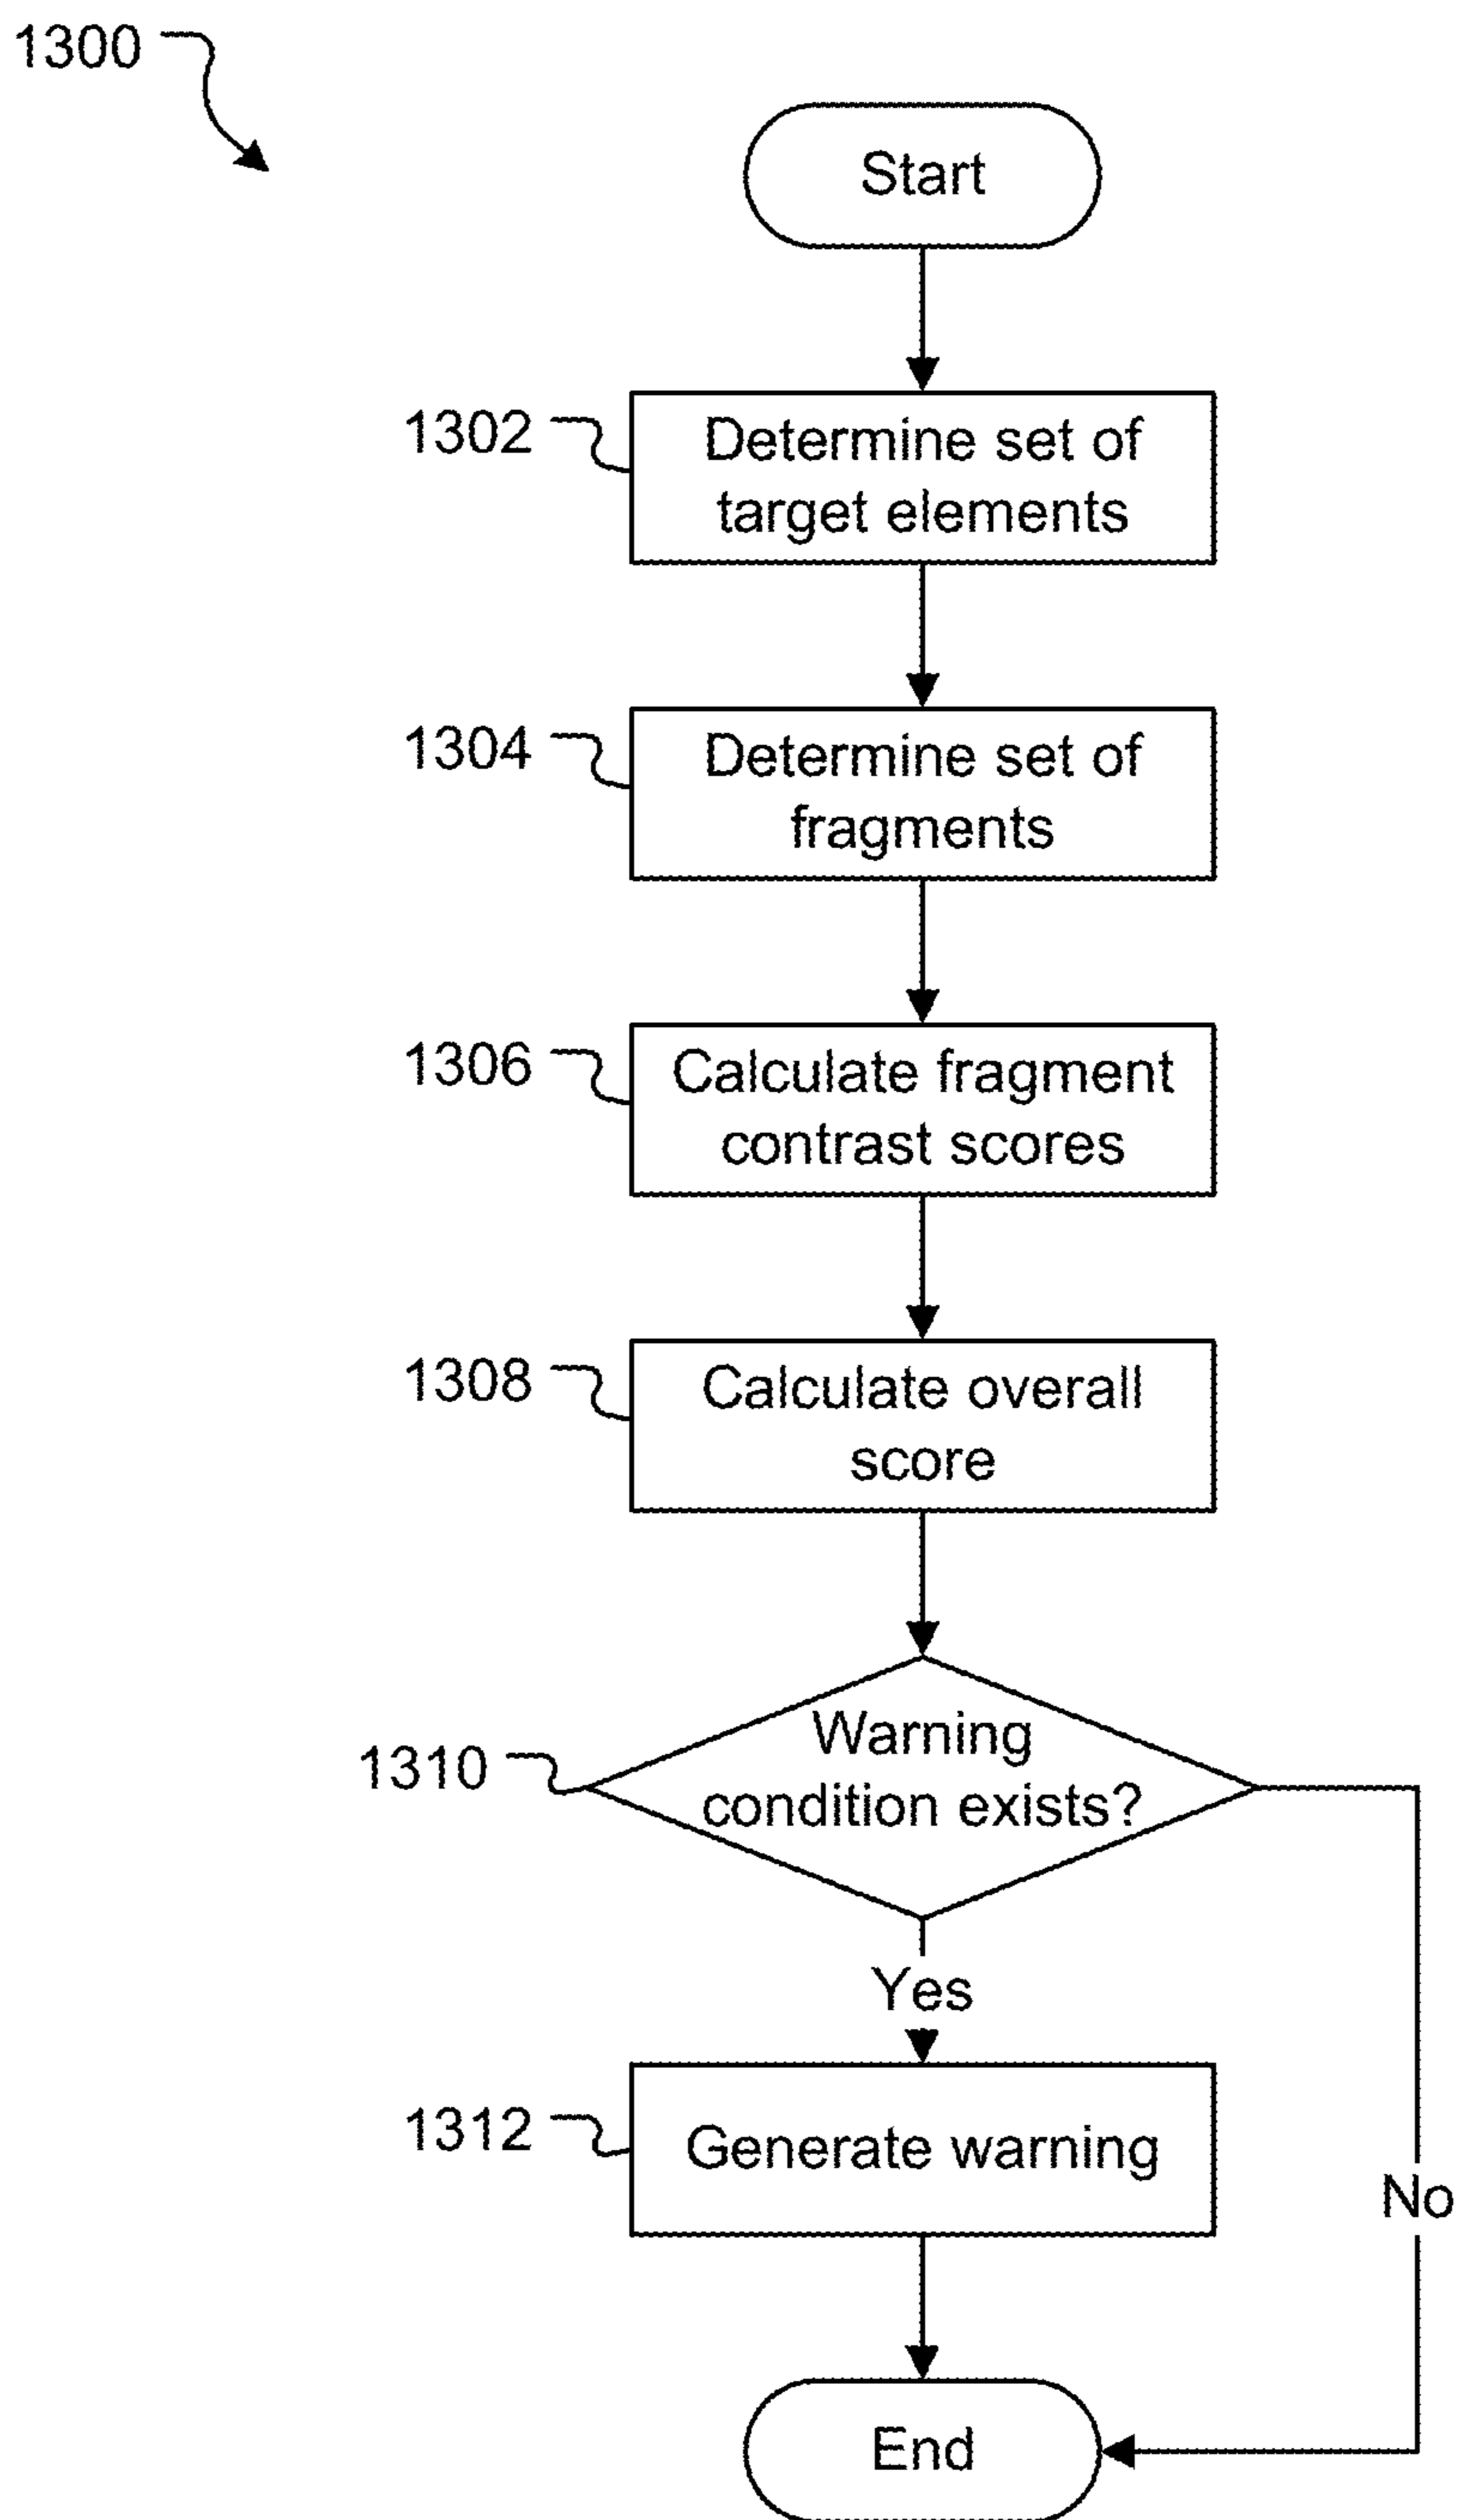 1300
Start
1302
Determine set of
target elements
1304
Determine set of
fragments
1306
Calculate fragment
contrast scores
1308
Calculate overall
score
1310
Warning
condition exists?
Yes
1312
Generate warning
No
End